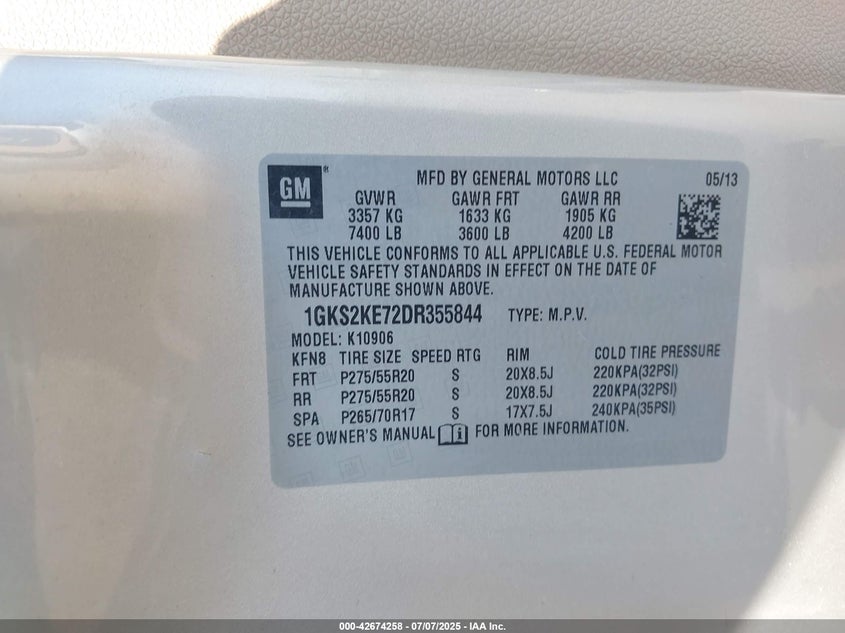 GM ®
MFD BY GENERAL MOTORS LLC 05/13
GVWR GAWR FRT GAWR RR
3357 KG 1633 KG 1905 KG
7400 LB 3600 LB 4200 LB
THIS VEHICLE CONFORMS TO ALL APPLICABLE U.S. FEDERAL MOTOR
VEHICLE SAFETY STANDARDS IN EFFECT ON THE DATE OF
MANUFACTURE SHOWN ABOVE.
1GKS2KE72DR355844 TYPE: M.P.V.
MODEL: K10906
KFN8 TIRE SIZE SPEED RTG RIM COLD TIRE PRESSURE
FRT P275/55R20 S 20X8.5J 220KPA(32PSI)
RR P275/55R20 S 20X8.5J 220KPA(32PSI)
SPA P265/70R17 S 17X7.5J 240KPA(35PSI)
SEE OWNER'S MANUAL FOR MORE INFORMATION.
000-42674258 - 07/07/2025 - IAA Inc.